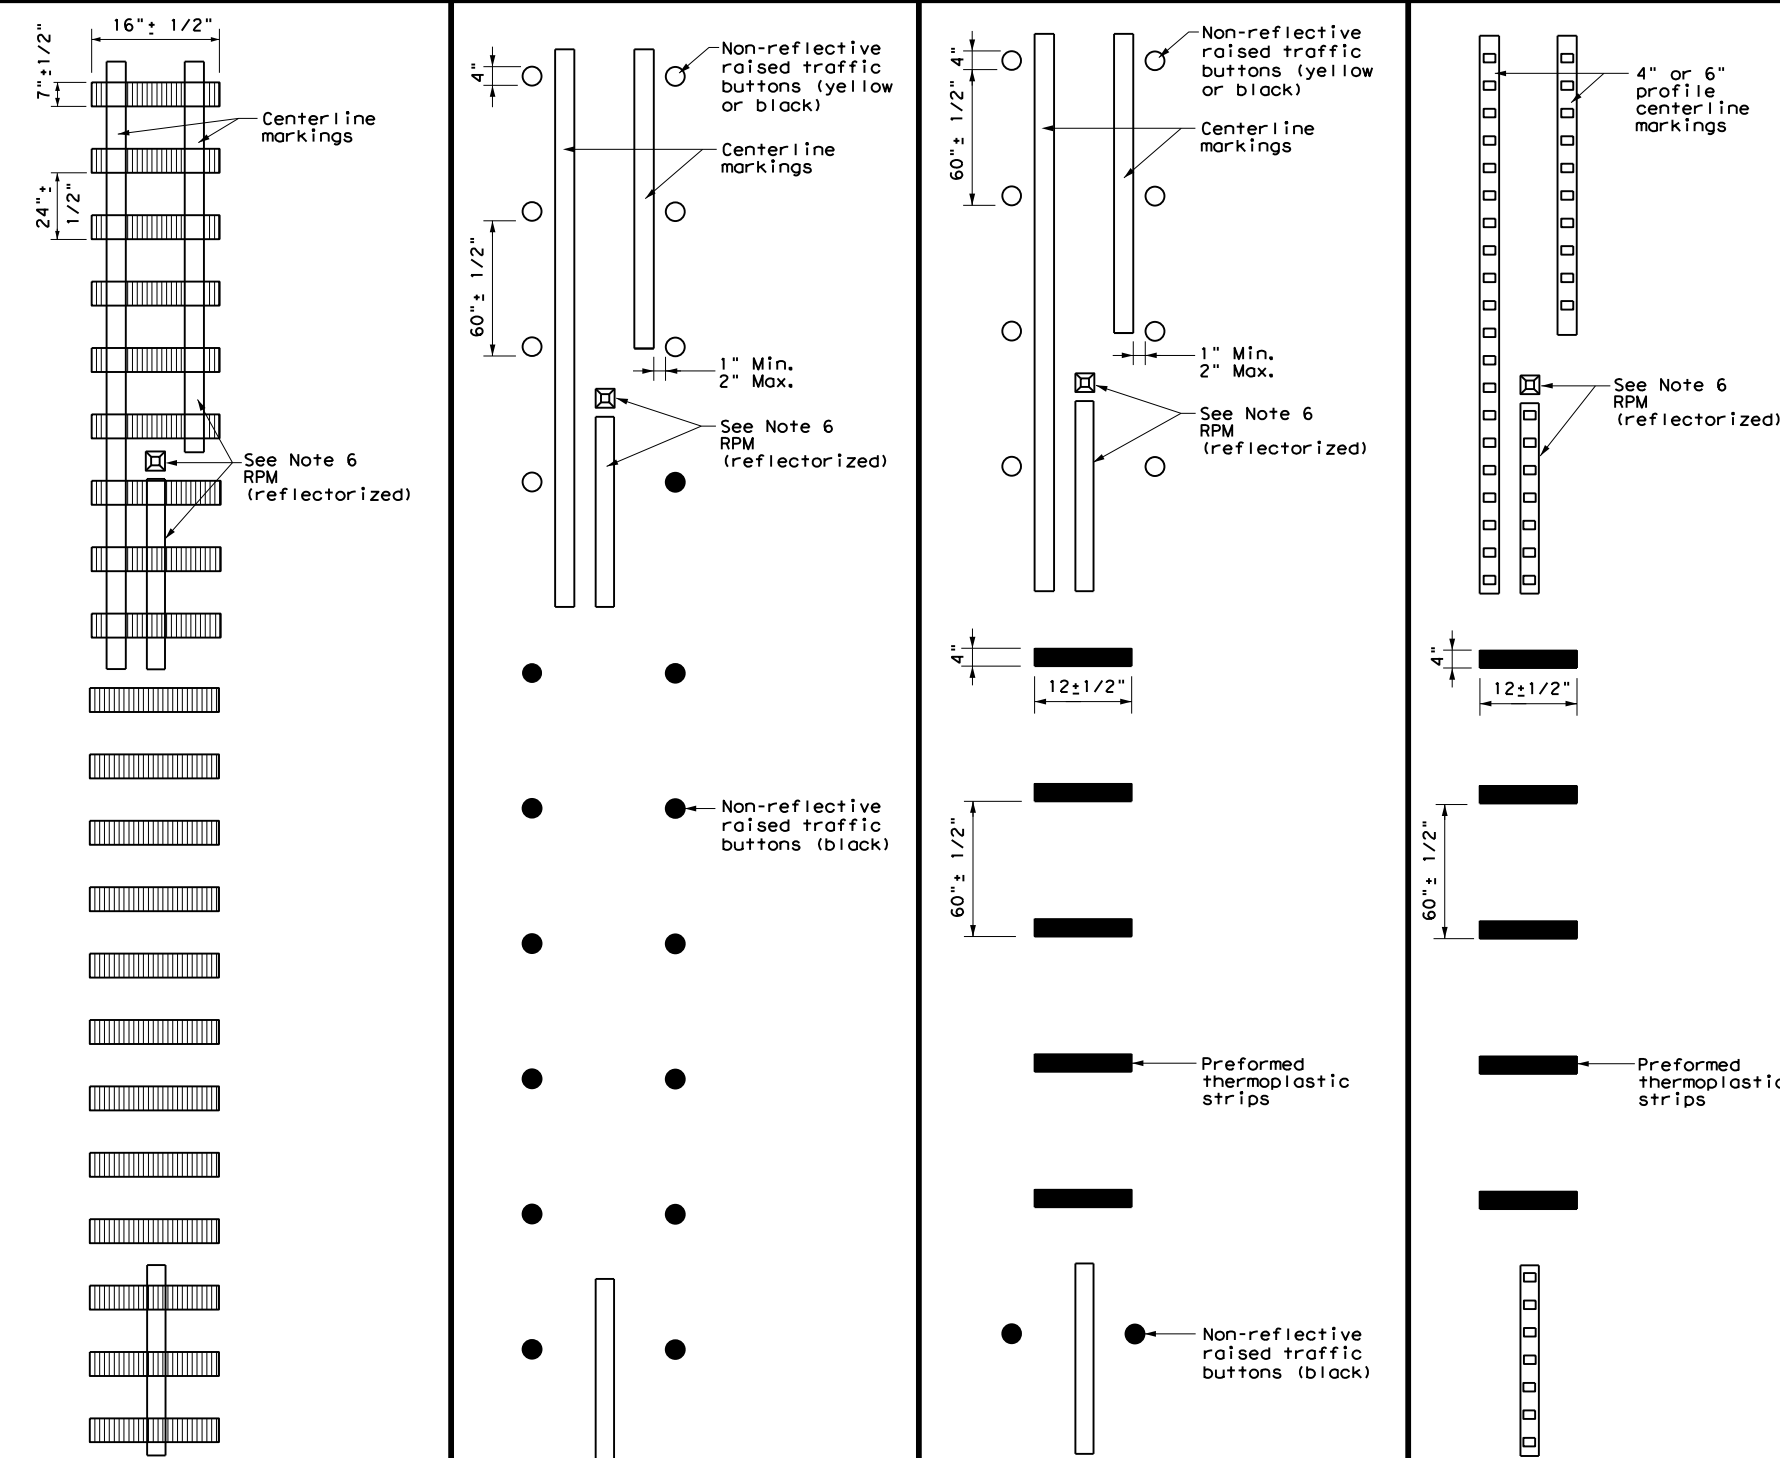 16"± 1/2"
7"±1/2"
Centerline
markings
24"±
1/2"
See Note 6
RPM
(reflectorized)
4"
Non-reflective
raised traffic
buttons (yellow
or black)
Centerline
markings
60"± 1/2"
1" Min.
2" Max.
See Note 6
RPM
(reflectorized)
Non-reflective
raised traffic
buttons (black)
4"
60"± 1/2"
Non-reflective
raised traffic
buttons (yellow
or black)
Centerline
markings
1" Min.
2" Max.
See Note 6
RPM
(reflectorized)
4"
12±1/2"
60"± 1/2"
Preformed
thermoplastic
strips
Non-reflective
raised traffic
buttons (black)
4" or 6"
profile
centerline
markings
See Note 6
RPM
(reflectorized)
4"
12±1/2"
60"± 1/2"
Preformed
thermoplastic
strips